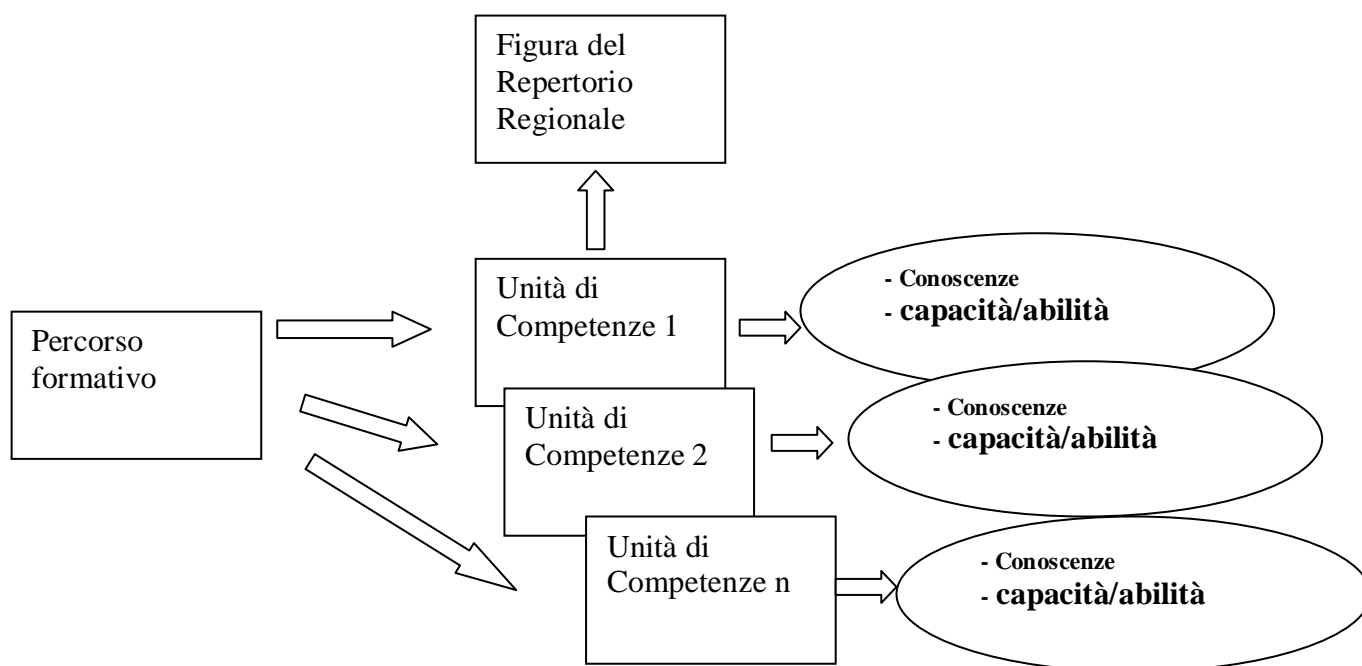 Figura del
Repertorio
Regionale
Percorso
formativo
Unità di
Competenze 1
- Conoscenze
- capacità/abilità
Unità di
Competenze 2
- Conoscenze
- capacità/abilità
Unità di
Competenze n
- Conoscenze
- capacità/abilità